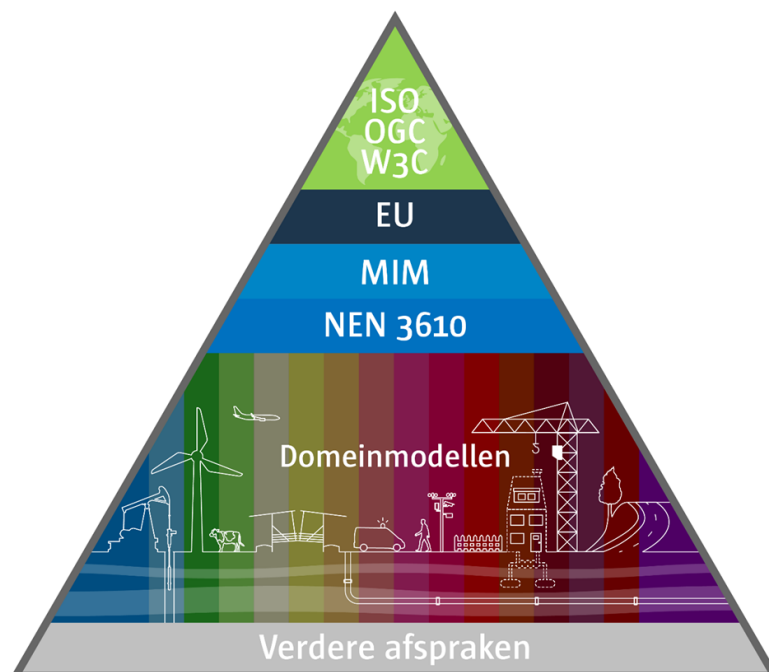 ISO
OGC
W3C
EU
MIM
NEN 3610
Domeinmodellen
Verdere afspraken